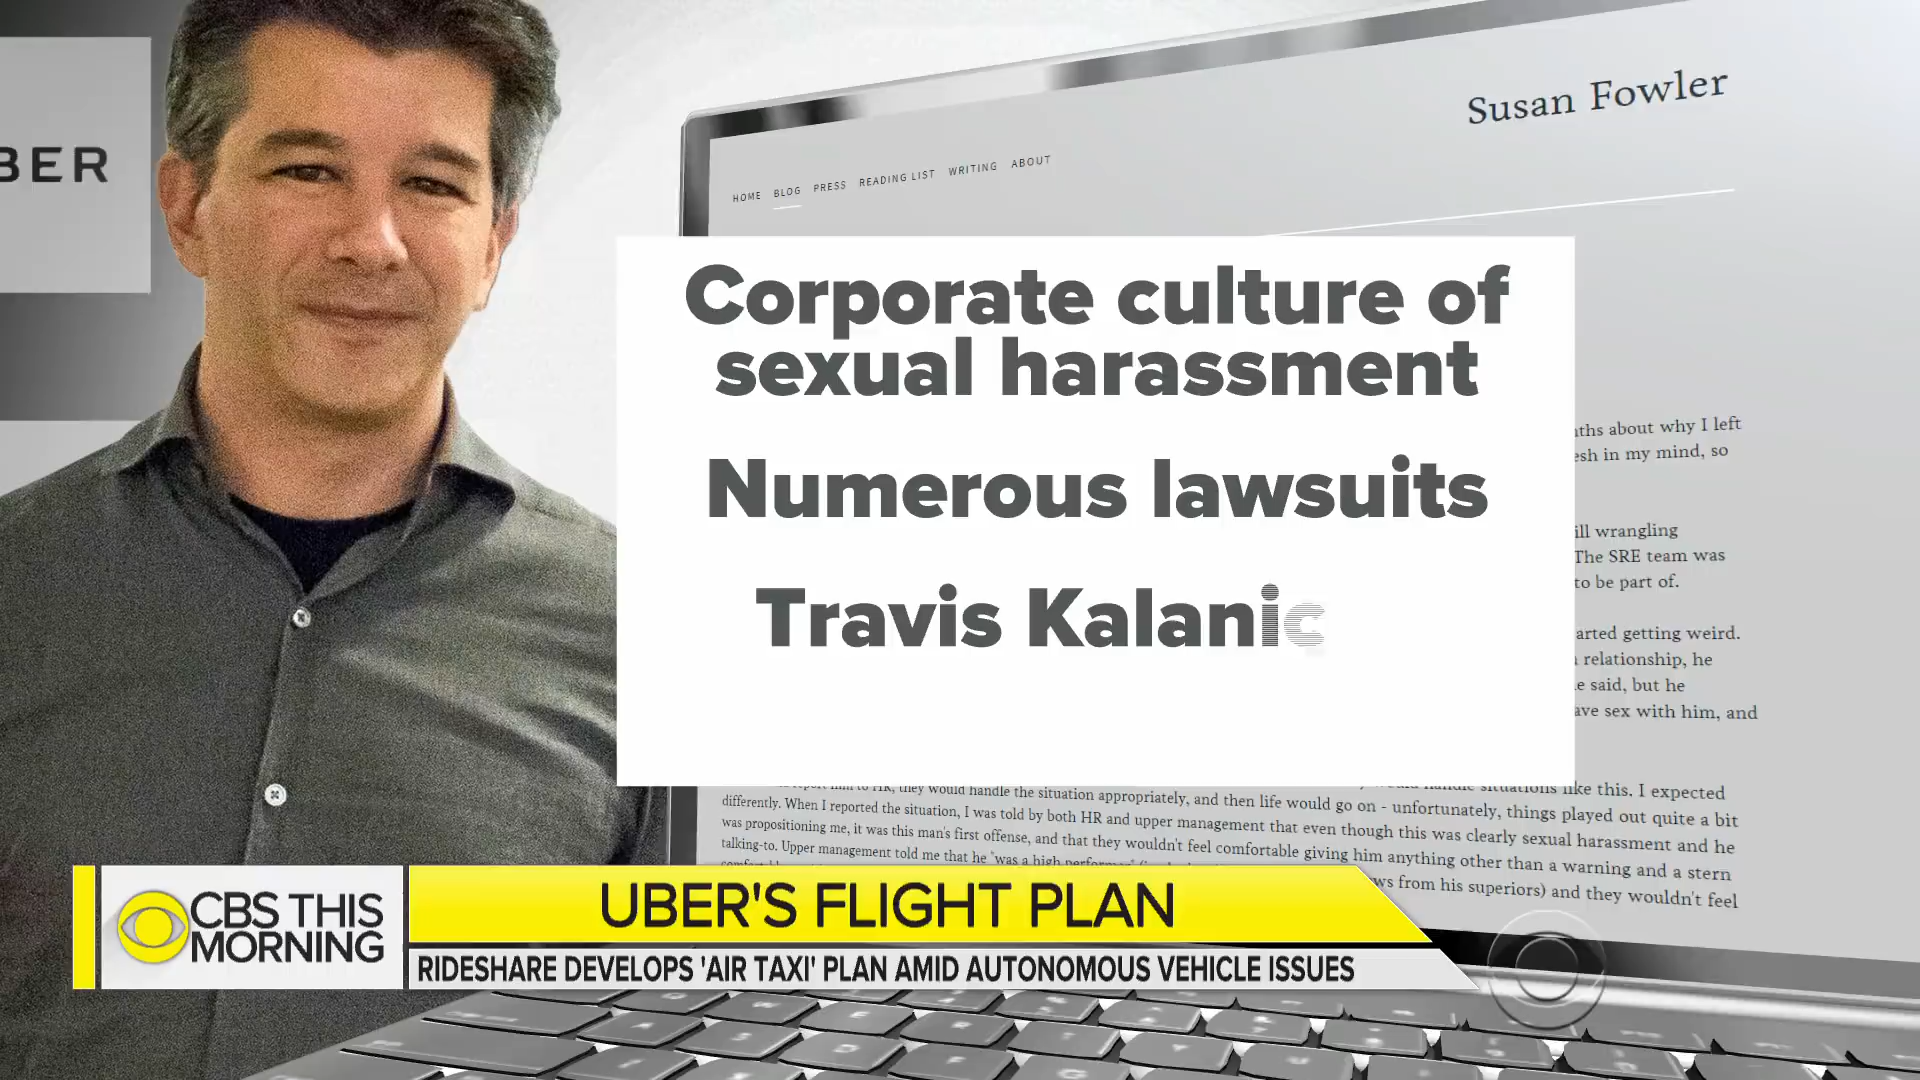 BER
Susan Fowler
HOME BLOG PRESS READING LIST WRITING ABOUT
Corporate culture of
sexual harassment
Numerous lawsuits
Travis Kalanic
about why I left
in my mind, so
wrangling
The SRE team was
to be part of.
getting weird.
relationship, he
said, but he
sex with him, and
HR, they would handle the situation appropriately, and then life would go on - unfortunately, things played out quite a bit
situations like this. I expected
differently. When I reported the situation, I was told by both HR and upper management that even though this was clearly sexual harassment and he
was propositioning me, it was this man's first offense, and that they wouldn't feel comfortable giving him anything other than a warning and a stern
talking-to. Upper management told me that he "was a high performer"
from his superiors) and they wouldn't feel
CBS THIS
MORNING
UBER'S FLIGHT PLAN
RIDESHARE DEVELOPS 'AIR TAXI' PLAN AMID AUTONOMOUS VEHICLE ISSUES